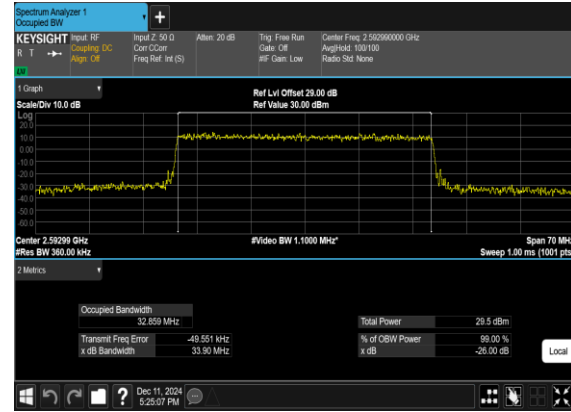 Spectrum Analyzer 1
Occupied BW
KEYSIGHT Input: RF Input Z: 50 Ω Atten: 20 dB Trig: Free Run Center Freq: 2.592990000 GHz
R T Coupling: DC Corr CCorr Gate: Off Avg|Hold: 100/100
Align: Off Freq Ref: Int (S) #IF Gain: Low Radio Std: None
LU
1 Graph Ref Lvl Offset 29.00 dB
Scale/Div 10.0 dB Ref Value 30.00 dBm
Log
20.0
10.0
0.00
-10.0
-20.0
-30.0
-40.0
-50.0
-60.0
Center 2.59299 GHz #Video BW 1.1000 MHz* Span 70 MHz
#Res BW 360.00 kHz Sweep 1.00 ms (1001 pts
2 Metrics
Occupied Bandwidth
32.859 MHz Total Power 29.5 dBm
Transmit Freq Error -49.551 kHz % of OBW Power 99.00 %
x dB Bandwidth 33.90 MHz x dB -26.00 dB
Local
? Dec 11, 2024
5:25:07 PM